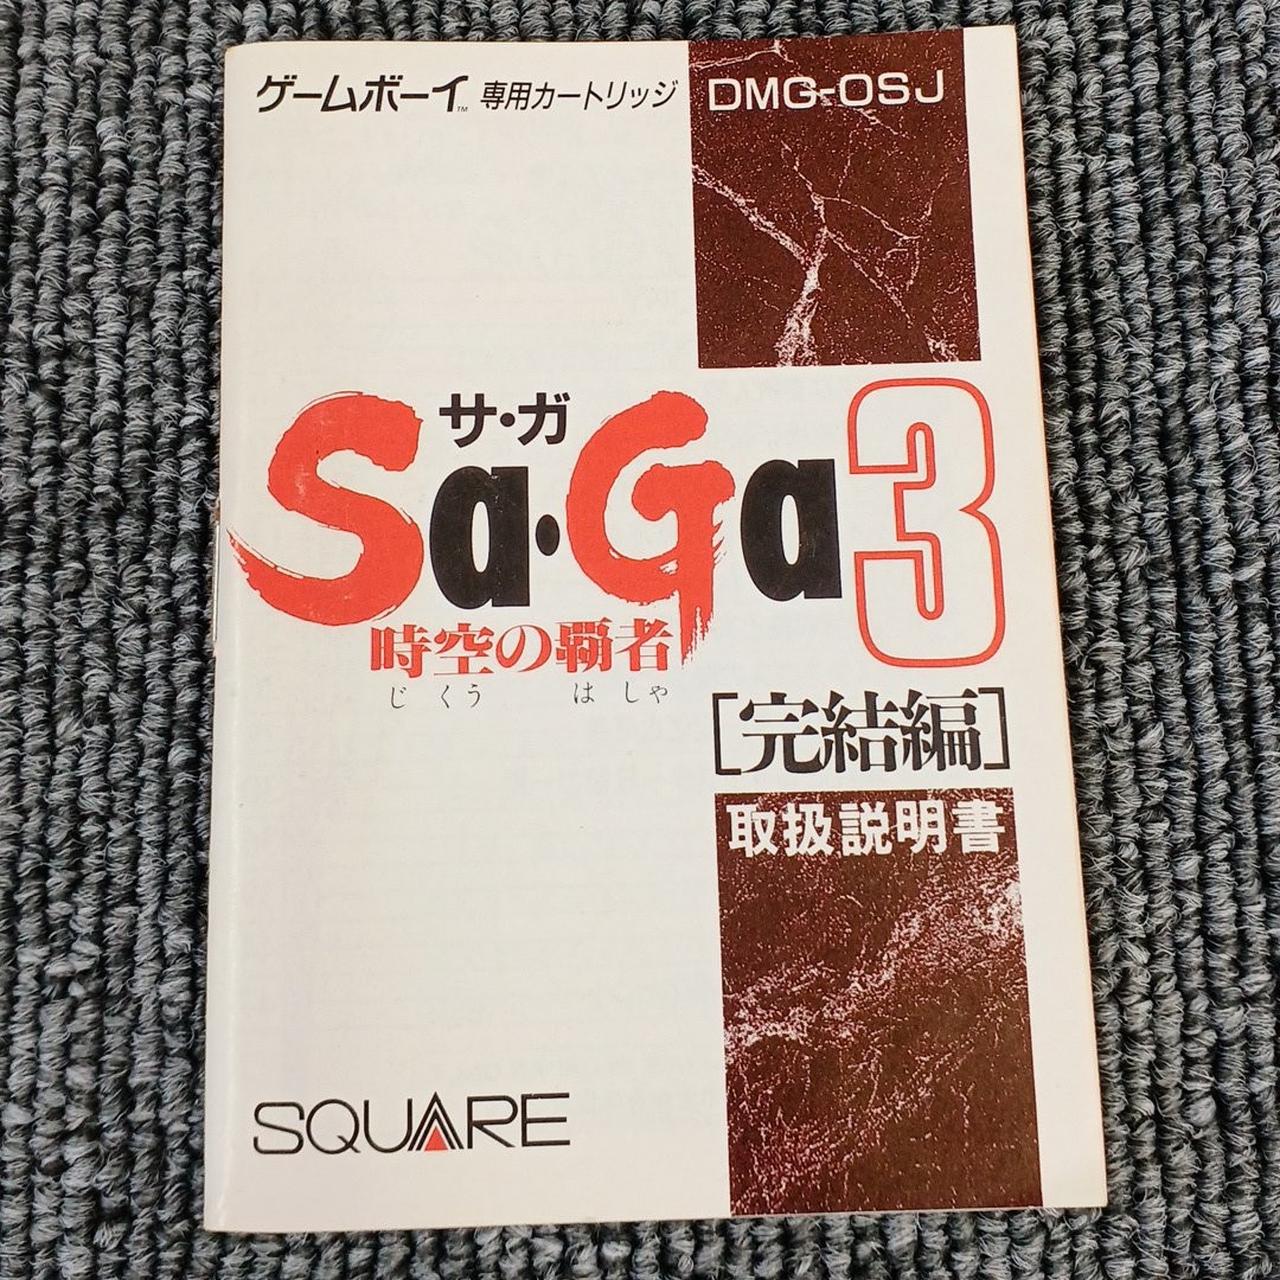 ゲームボーイ™ 専用カートリッジ DMG-OSJ
サ・ガ
Sa・Ga3
時空の覇者
じくう はしゃ
[完結編]
取扱説明書
SQUARE